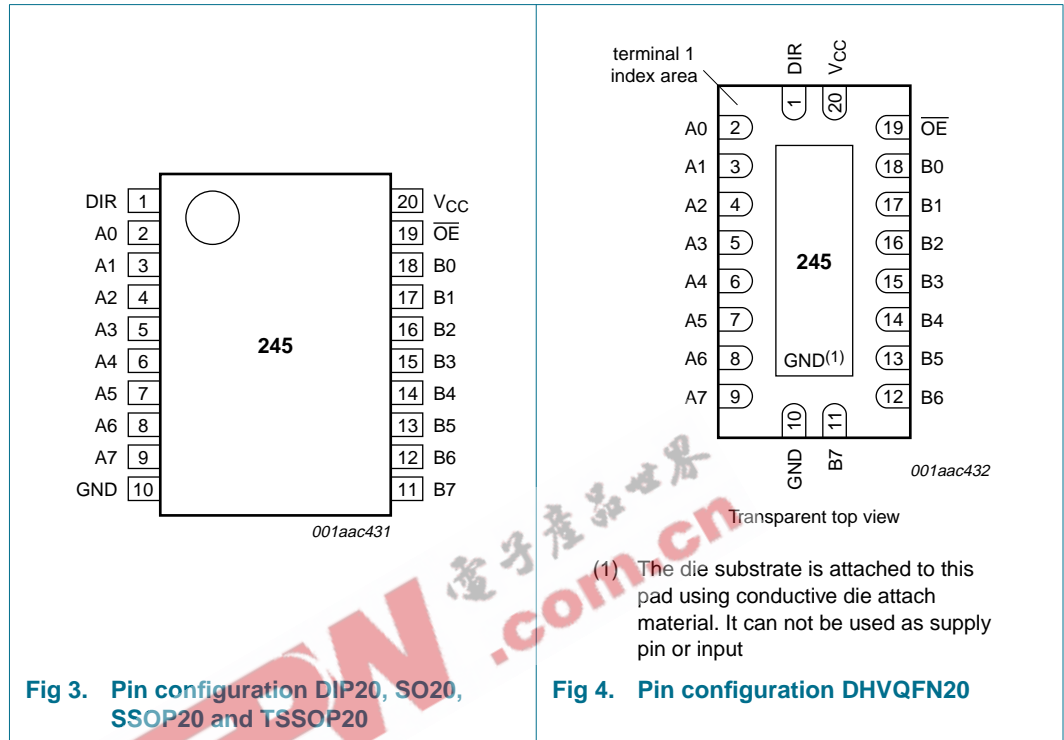 DIR 1
A0 2
A1 3
A2 4
A3 5
A4 6
A5 7
A6 8
A7 9
GND 10
245
20 VCC
19 OE
18 B0
17 B1
16 B2
15 B3
14 B4
13 B5
12 B6
11 B7
001aac431
Fig 3. Pin configuration DIP20, SO20,
SSOP20 and TSSOP20
terminal 1
index area
DIR
VCC
1
20
A0 2
A1 3
A2 4
A3 5
A4 6
A5 7
A6 8
A7 9
245
GND(1)
19 OE
18 B0
17 B1
16 B2
15 B3
14 B4
13 B5
12 B6
10
11
GND
B7
001aac432
Transparent top view
(1) The die substrate is attached to this
pad using conductive die attach
material. It can not be used as supply
pin or input
Fig 4. Pin configuration DHVQFN20
電子產品世界
.com.cn